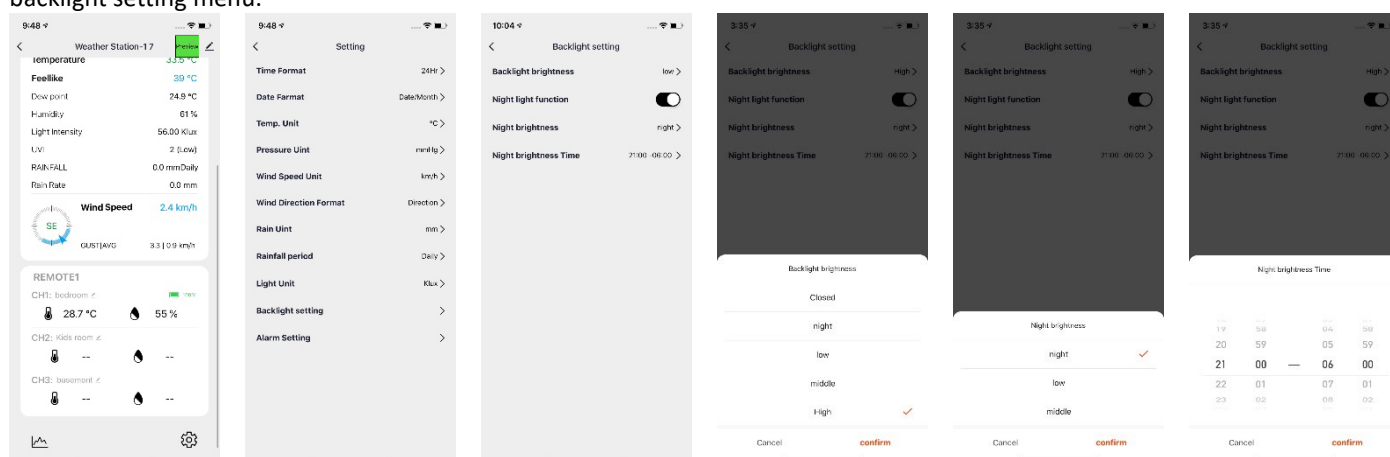 backlight setting menu.
9:48
Weather Station-17 Preview
Temperature 33.5 °C
Feellike 39 °C
Dew point 24.9 °C
Humidity 61 %
Light Intensity 56.00 Klux
UVI 2 (Low)
RAINFALL 0.0 mmDaily
Rain Rate 0.0 mm
Wind Speed 2.4 km/h
SE
GUST|AVG 3.3 | 0.9 km/h
REMOTE1
CH1: bedroom
28.7 °C 55 %
CH2: Kids room
-- --
CH3: basement
-- --
9:48
Setting
Time Format 24Hr >
Date Farmat Date/Month >
Temp. Unit °C >
Pressure Uint mmHg >
Wind Speed Unit km/h >
Wind Direction Format Direction >
Rain Uint mm >
Rainfall period Daily >
Light Unit Klux >
Backlight setting >
Alarm Setting >
10:04
Backlight setting
Backlight brightness low >
Night light function
Night brightness night >
Night brightness Time 21:00 -06:00 >
3:35
Backlight setting
Backlight brightness High >
Night light function
Night brightness night >
Night brightness Time 21:00 -06:00 >
Backlight brightness
Closed
night
low
middle
High
Cancel confirm
3:35
Backlight setting
Backlight brightness High >
Night light function
Night brightness night >
Night brightness Time 21:00 -06:00 >
Night brightness
night
low
middle
Cancel confirm
3:35
Backlight setting
Backlight brightness High >
Night light function
Night brightness night >
Night brightness Time 21:00 -06:00 >
Night brightness Time
19 58 04 58
20 59 05 59
21 00 — 06 00
22 01 07 01
23 02 08 02
Cancel confirm